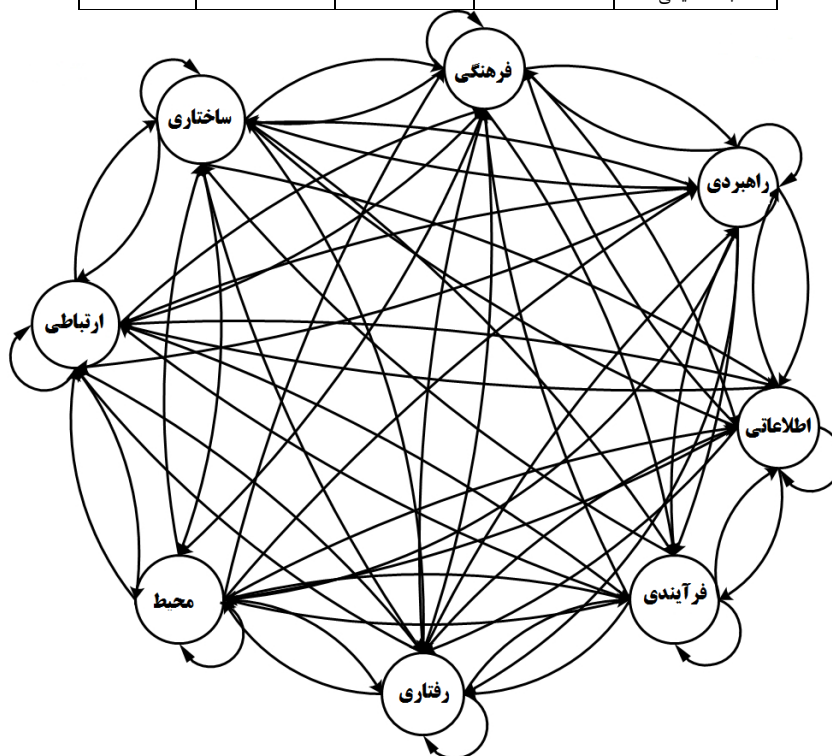 فرهنگی
ساختاری
راهبردی
ارتباطی
اطلاعاتی
فرآیندی
محیط
رفتاری